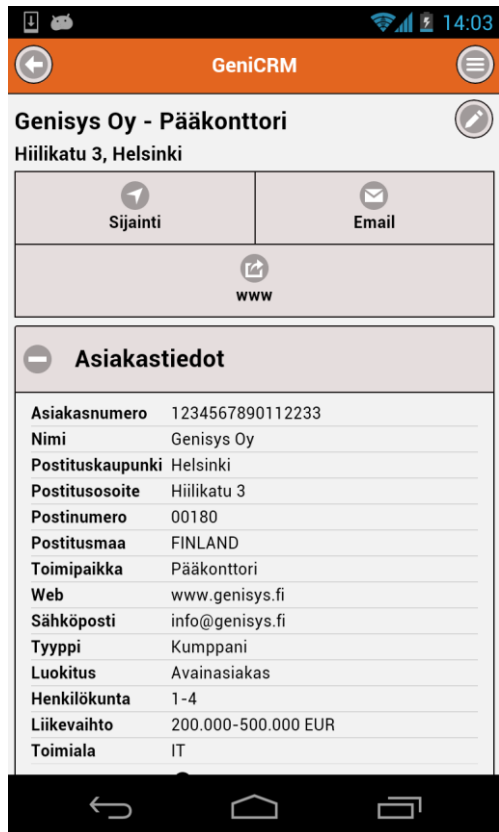 14:03
GeniCRM
Genisys Oy - Pääkonttori
Hiilikatu 3, Helsinki
Sijainti Email
www
Asiakastiedot
Asiakasnumero 1234567890112233
Nimi Genisys Oy
Postituskaupunki Helsinki
Postitusosoite Hiilikatu 3
Postinumero 00180
Postitusmaa FINLAND
Toimipaikka Pääkonttori
Web www.genisys.fi
Sähköposti info@genisys.fi
Tyyppi Kumppani
Luokitus Avainasiakas
Henkilökunta 1-4
Liikevaihto 200.000-500.000 EUR
Toimiala IT